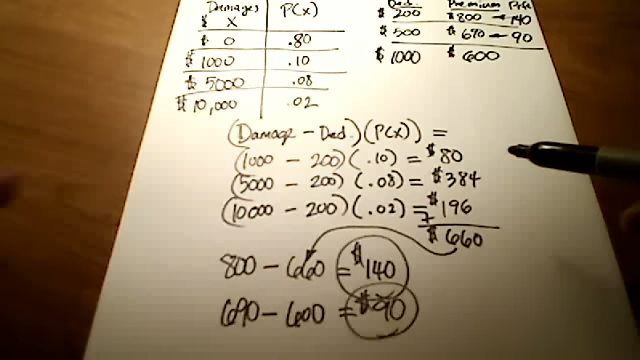 Damages
$ X P(x)
$ 0 .80
$ 1000 .10
$ 5000 .08
$ 10,000 .02
Ded. Premium
$ 200 $800 → 140
$ 500 $690 → 90
$ 1000 $600
(Damage - Ded.)(P(x)) =
(1000 - 200)(.10) = $80
(5000 - 200)(.08) = $384
(10000 - 200)(.02) = $196
+
$660
800 - 660 = $140
690 - 600 = $90